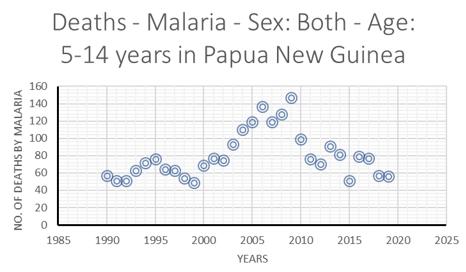 Deaths - Malaria - Sex: Both - Age:
5-14 years in Papua New Guinea
NO. OF DEATHS BY MALARIA
160
140
120
100
80
60
40
20
0
1985 1990 1995 2000 2005 2010 2015 2020 2025
YEARS